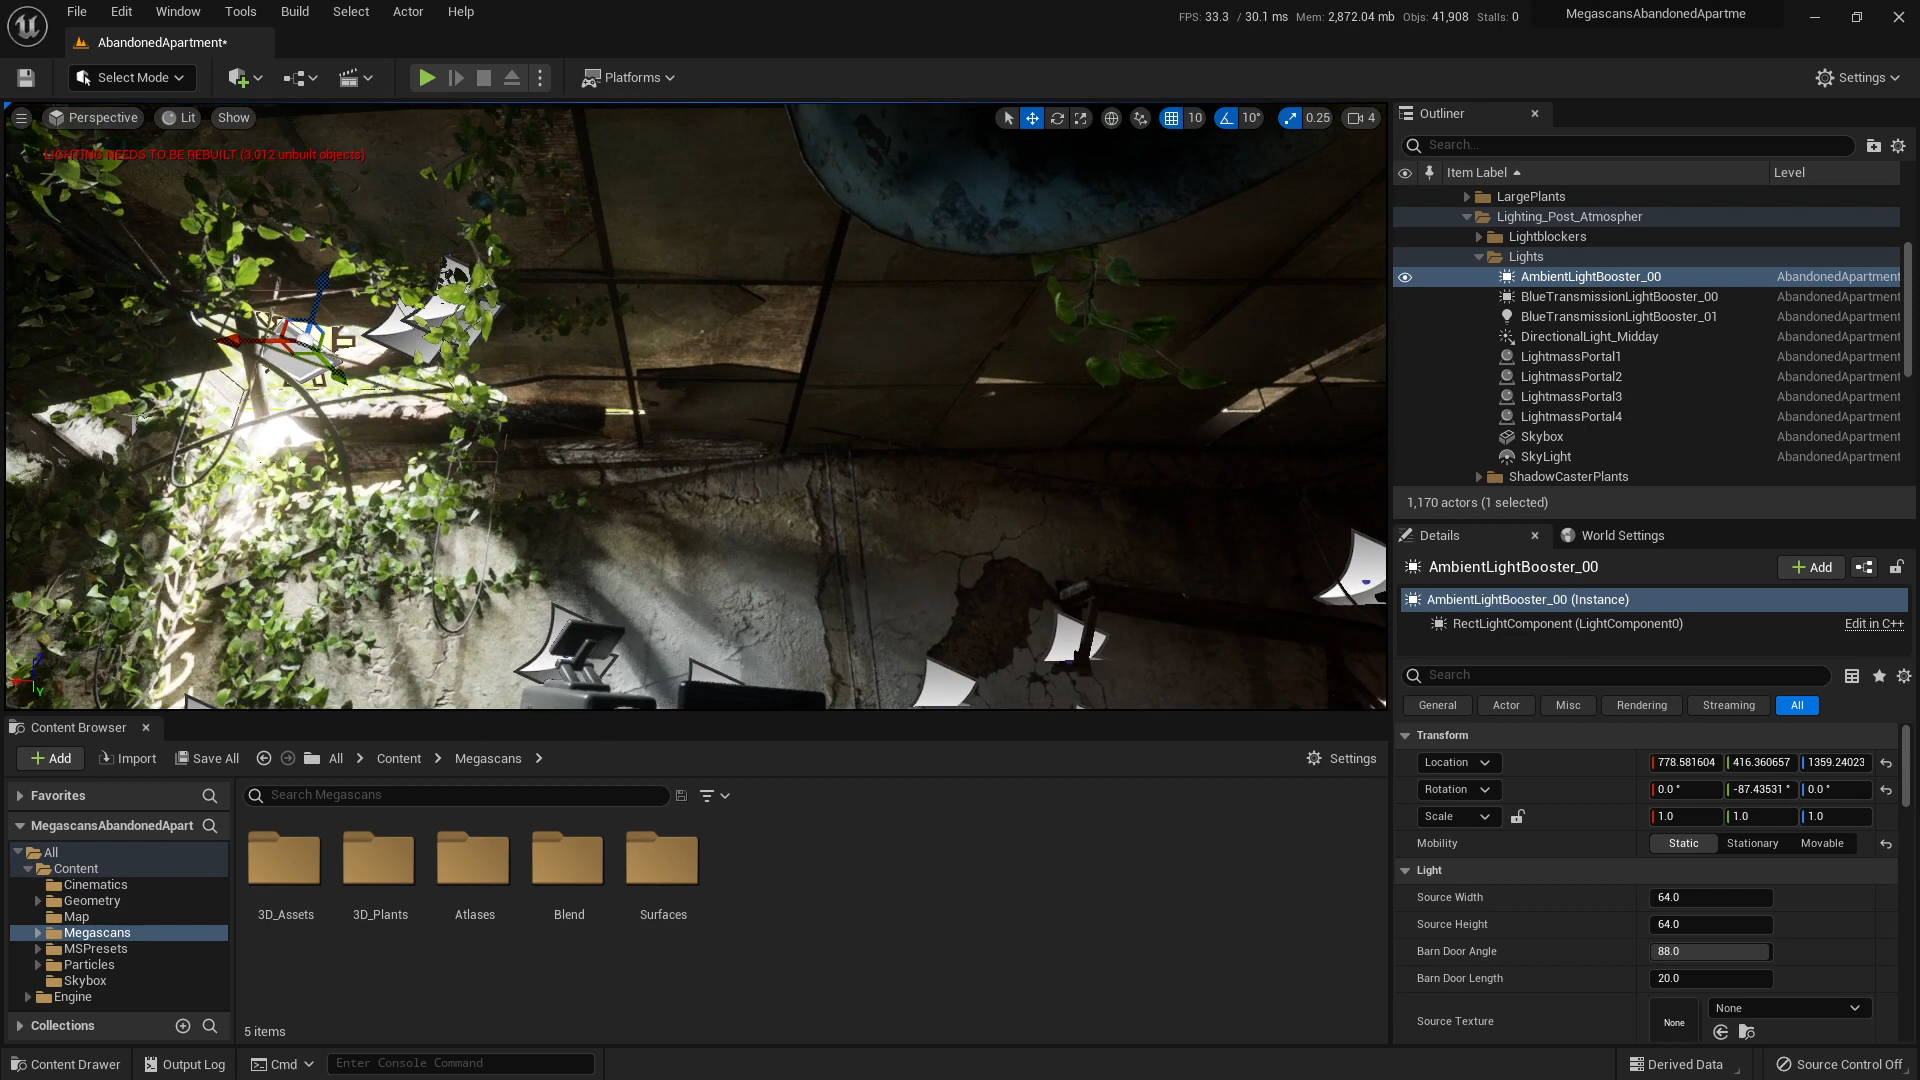 File Edit Window Tools Build Select Actor Help
FPS: 33.3 / 30.1 ms Mem: 2,872.04 mb Objs: 41,908 Stalls: 0
MegascansAbandonedApartme
AbandonedApartment*
Select Mode
Platforms
Settings
Perspective Lit Show
10 10° 0.25 4
LIGHTING NEEDS TO BE REBUILT (3,012 unbuilt objects)
Y
Outliner
Search...
Item Label Level
LargePlants
Lighting_Post_Atmospher
Lightblockers
Lights
AmbientLightBooster_00 AbandonedApartment
BlueTransmissionLightBooster_00 AbandonedApartment
BlueTransmissionLightBooster_01 AbandonedApartment
DirectionalLight_Midday AbandonedApartment
LightmassPortal1 AbandonedApartment
LightmassPortal2 AbandonedApartment
LightmassPortal3 AbandonedApartment
LightmassPortal4 AbandonedApartment
Skybox AbandonedApartment
SkyLight AbandonedApartment
ShadowCasterPlants
1,170 actors (1 selected)
Details World Settings
AmbientLightBooster_00 Add
AmbientLightBooster_00 (Instance)
RectLightComponent (LightComponent0) Edit in C++
Search
General Actor Misc Rendering Streaming All
Transform
Location 778.581604 416.360657 1359.24023
Rotation 0.0 ° -87.43531 ° 0.0 °
Scale 1.0 1.0 1.0
Mobility Static Stationary Movable
Light
Source Width 64.0
Source Height 64.0
Barn Door Angle 88.0
Barn Door Length 20.0
Source Texture None None
Content Browser
Add Import Save All All Content Megascans Settings
Favorites
MegascansAbandonedApart
All
Content
Cinematics
Geometry
Map
Megascans
MSPresets
Particles
Skybox
Engine
Collections
Search Megascans
3D_Assets 3D_Plants Atlases Blend Surfaces
5 items
Content Drawer Output Log Cmd Enter Console Command Derived Data Source Control Off